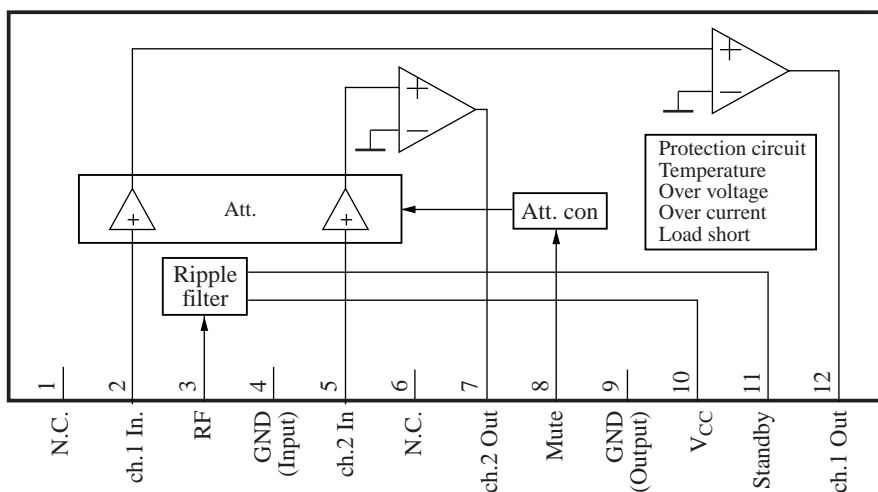 +
−
+
−
Protection circuit
Temperature
Over voltage
Over current
Load short
+
Att.
+
Att. con
Ripple
filter
1
2
3
4
5
6
7
8
9
10
11
12
N.C.
ch.1 In.
RF
GND
(Input)
ch.2 In
N.C.
ch.2 Out
Mute
GND
(Output)
VCC
Standby
ch.1 Out